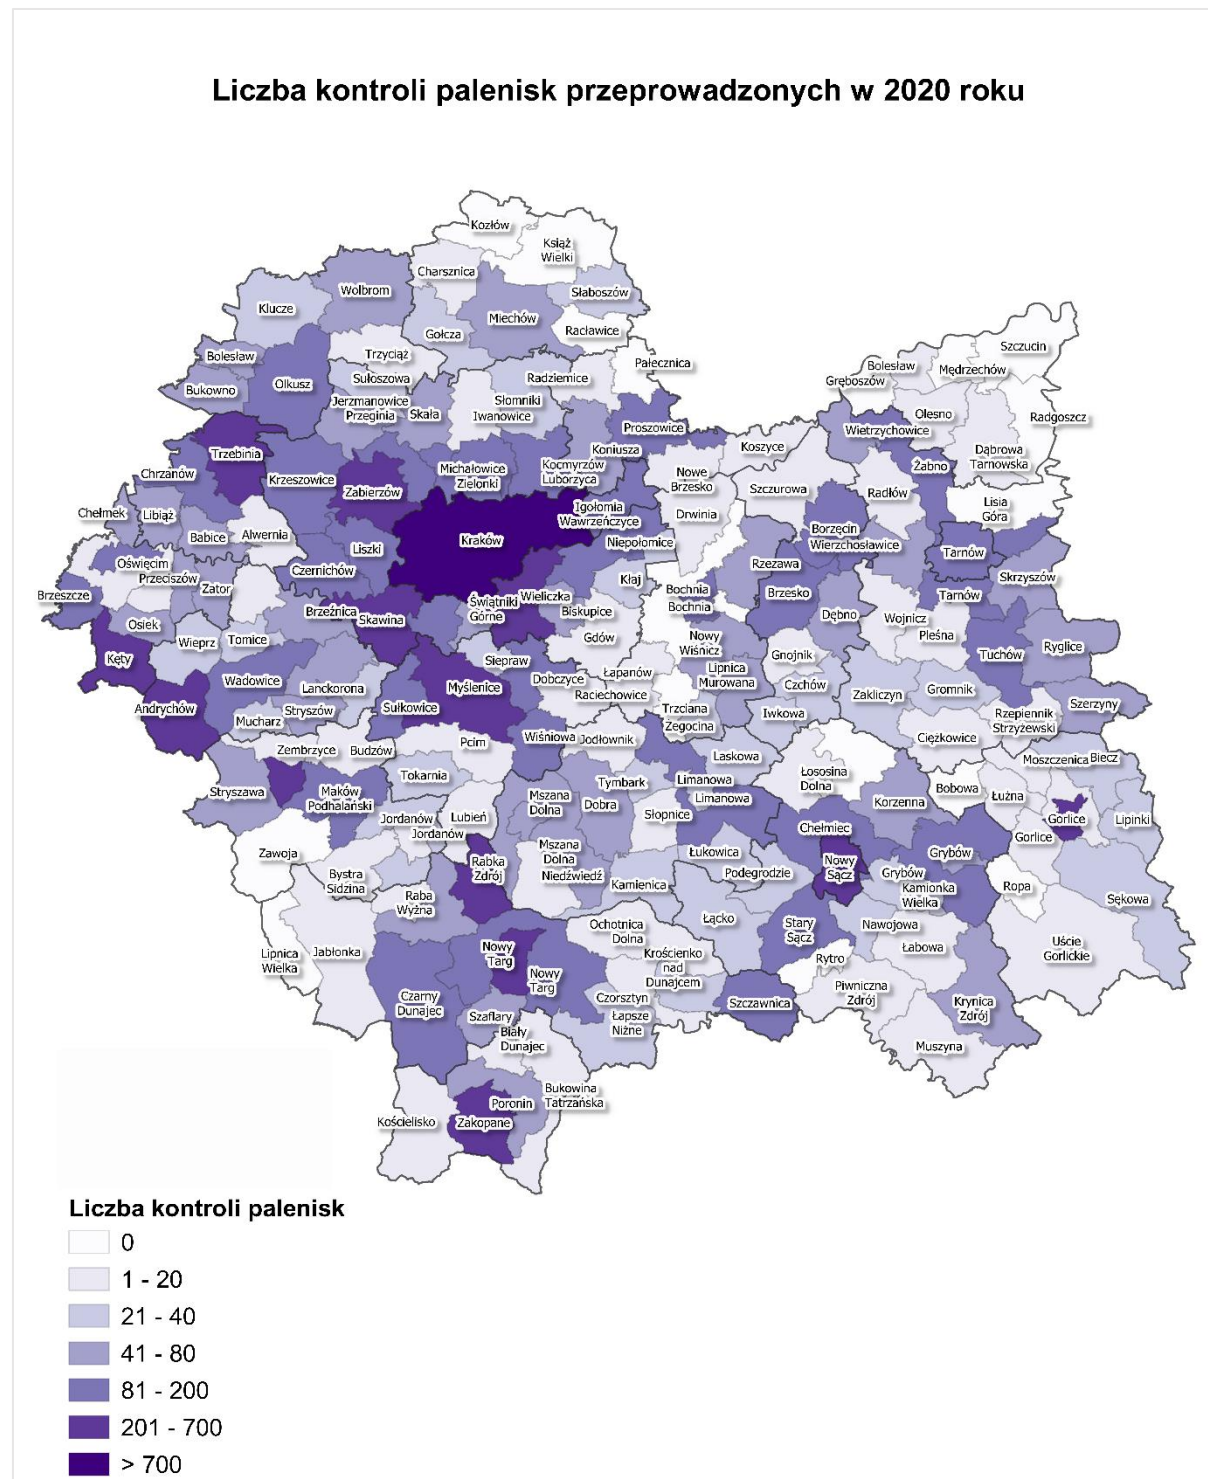 Liczba kontroli palenisk przeprowadzonych w 2020 roku
Kozłów
Książ
Wielki
Charsznica
Wolbrom
Słaboszów
Klucze
Miechów
Racławice
Gołcza
Szczucin
Bolesław
Trzyciąż
Pałecznica
Bolesław
Mędrzechów
Gręboszów
Olkusz
Sułoszowa
Radziemice
Bukowno
Jerzmanowice
Przeginia
Skała
Słomniki
Iwanowice
Olesno
Radgoszcz
Proszowice
Wietrzychowice
Trzebinia
Koniusza
Koszyce
Dąbrowa
Tarnowska
Chrzanów
Krzeszowice
Michałowice
Zielonki
Kocmyrzów
Luborzyca
Nowe
Brzesko
Żabno
Zabierzów
Szczurowa
Radłów
Lisia
Góra
Chełmek
Libiąż
Igołomia
Wawrzeńczyce
Drwinia
Babice
Alwernia
Kraków
Borzęcin
Wierzchosławice
Liszki
Niepołomice
Tarnów
Oświęcim
Przeciszów
Czernichów
Rzezawa
Skrzyszów
Kłaj
Brzeszcze
Zator
Bochnia
Bochnia
Brzesko
Tarnów
Brzeźnica
Skawina
Świątniki
Górne
Wieliczka
Biskupice
Dębno
Wojnicz
Osiek
Wieprz
Tomice
Gdów
Nowy
Wiśnicz
Pleśna
Kęty
Siepraw
Gnojnik
Tuchów
Ryglice
Wadowice
Lanckorona
Myślenice
Dobczyce
Łapanów
Lipnica
Murowana
Czchów
Zakliczyn
Gromnik
Andrychów
Stryszów
Sułkowice
Raciechowice
Trzciana
Żegocina
Iwkowa
Rzepiennik
Strzyżewski
Szerzyny
Mucharz
Wiśniowa
Jodłownik
Ciężkowice
Zembrzyce
Budzów
Pcim
Laskowa
Moszczenica
Biecz
Stryszawa
Maków
Podhalański
Tokarnia
Tymbark
Limanowa
Limanowa
Łososina
Dolna
Bobowa
Łużna
Mszana
Dolna
Dobra
Korzenna
Jordanów
Jordanów
Lubień
Słopnice
Chełmiec
Gorlice
Gorlice
Lipinki
Zawoja
Rabka
Zdrój
Mszana
Dolna
Niedźwiedź
Łukowica
Podegrodzie
Nowy
Sącz
Grybów
Grybów
Bystra
Sidzina
Kamienica
Kamionka
Wielka
Ropa
Sękowa
Raba
Wyżna
Ochotnica
Dolna
Łącko
Stary
Sącz
Nawojowa
Łabowa
Uście
Gorlickie
Lipnica
Wielka
Jabłonka
Nowy
Targ
Nowy
Targ
Krościenko
nad
Dunajcem
Rytro
Piwniczna
Zdrój
Czarny
Dunajec
Czorsztyn
Szczawnica
Krynica
Zdrój
Szaflary
Łapsze
Niżne
Biały
Dunajec
Muszyna
Bukowina
Tatrzańska
Poronin
Kościelisko
Zakopane
Liczba kontroli palenisk
0
1 - 20
21 - 40
41 - 80
81 - 200
201 - 700
> 700